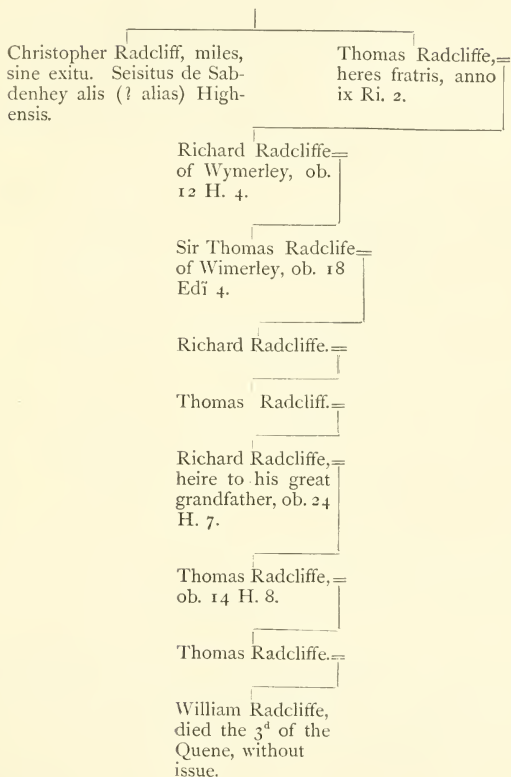 Christopher Radcliff, miles,
sine exitu. Seisitus de Sab-
denhey alis (? alias) High-
ensis.
Thomas Radcliffe,=
heres fratris, anno
ix Ri. 2.
Richard Radcliffe=
of Wymerley, ob.
12 H. 4.
Sir Thomas Radclife=
of Wimerley, ob. 18
Edĩ 4.
Richard Radcliffe.=
Thomas Radcliff.=
Richard Radcliffe,=
heire to his great
grandfather, ob. 24
H. 7.
Thomas Radcliffe,=
ob. 14 H. 8.
Thomas Radcliffe.=
William Radcliffe,
died the 3ᵈ of the
Quene, without
issue.